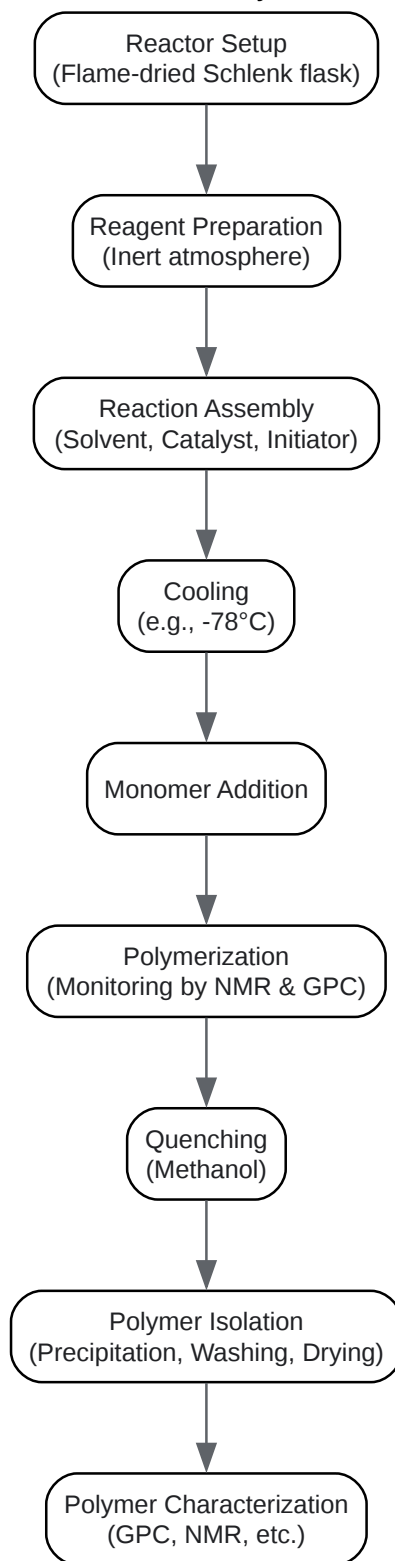 Reactor Setup
(Flame-dried Schlenk flask)
Reagent Preparation
(Inert atmosphere)
Reaction Assembly
(Solvent, Catalyst, Initiator)
Cooling
(e.g., -78°C)
Monomer Addition
Polymerization
(Monitoring by NMR & GPC)
Quenching
(Methanol)
Polymer Isolation
(Precipitation, Washing, Drying)
Polymer Characterization
(GPC, NMR, etc.)